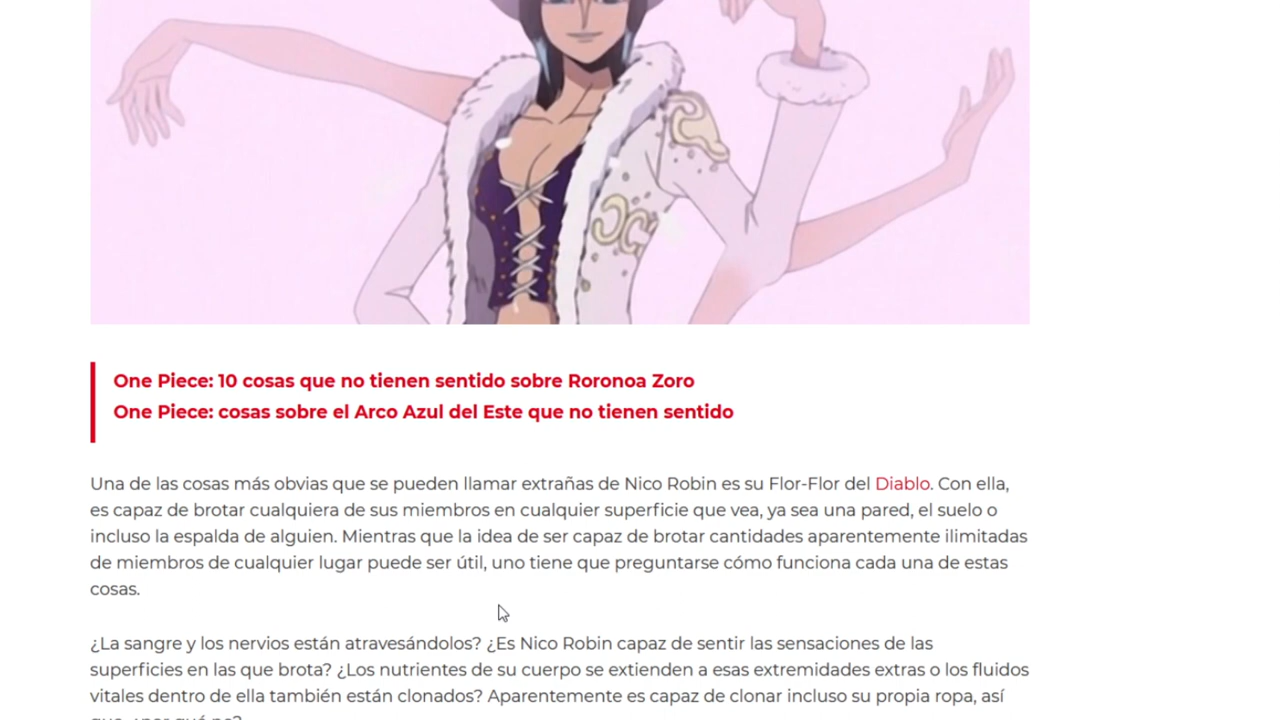 One Piece: 10 cosas que no tienen sentido sobre Roronoa Zoro
One Piece: cosas sobre el Arco Azul del Este que no tienen sentido
Una de las cosas más obvias que se pueden llamar extrañas de Nico Robin es su Flor-Flor del Diablo. Con ella,
es capaz de brotar cualquiera de sus miembros en cualquier superficie que vea, ya sea una pared, el suelo o
incluso la espalda de alguien. Mientras que la idea de ser capaz de brotar cantidades aparentemente ilimitadas
de miembros de cualquier lugar puede ser útil, uno tiene que preguntarse cómo funciona cada una de estas
cosas.
¿La sangre y los nervios están atravesándolos? ¿Es Nico Robin capaz de sentir las sensaciones de las
superficies en las que brota? ¿Los nutrientes de su cuerpo se extienden a esas extremidades extras o los fluidos
vitales dentro de ella también están clonados? Aparentemente es capaz de clonar incluso su propia ropa, así